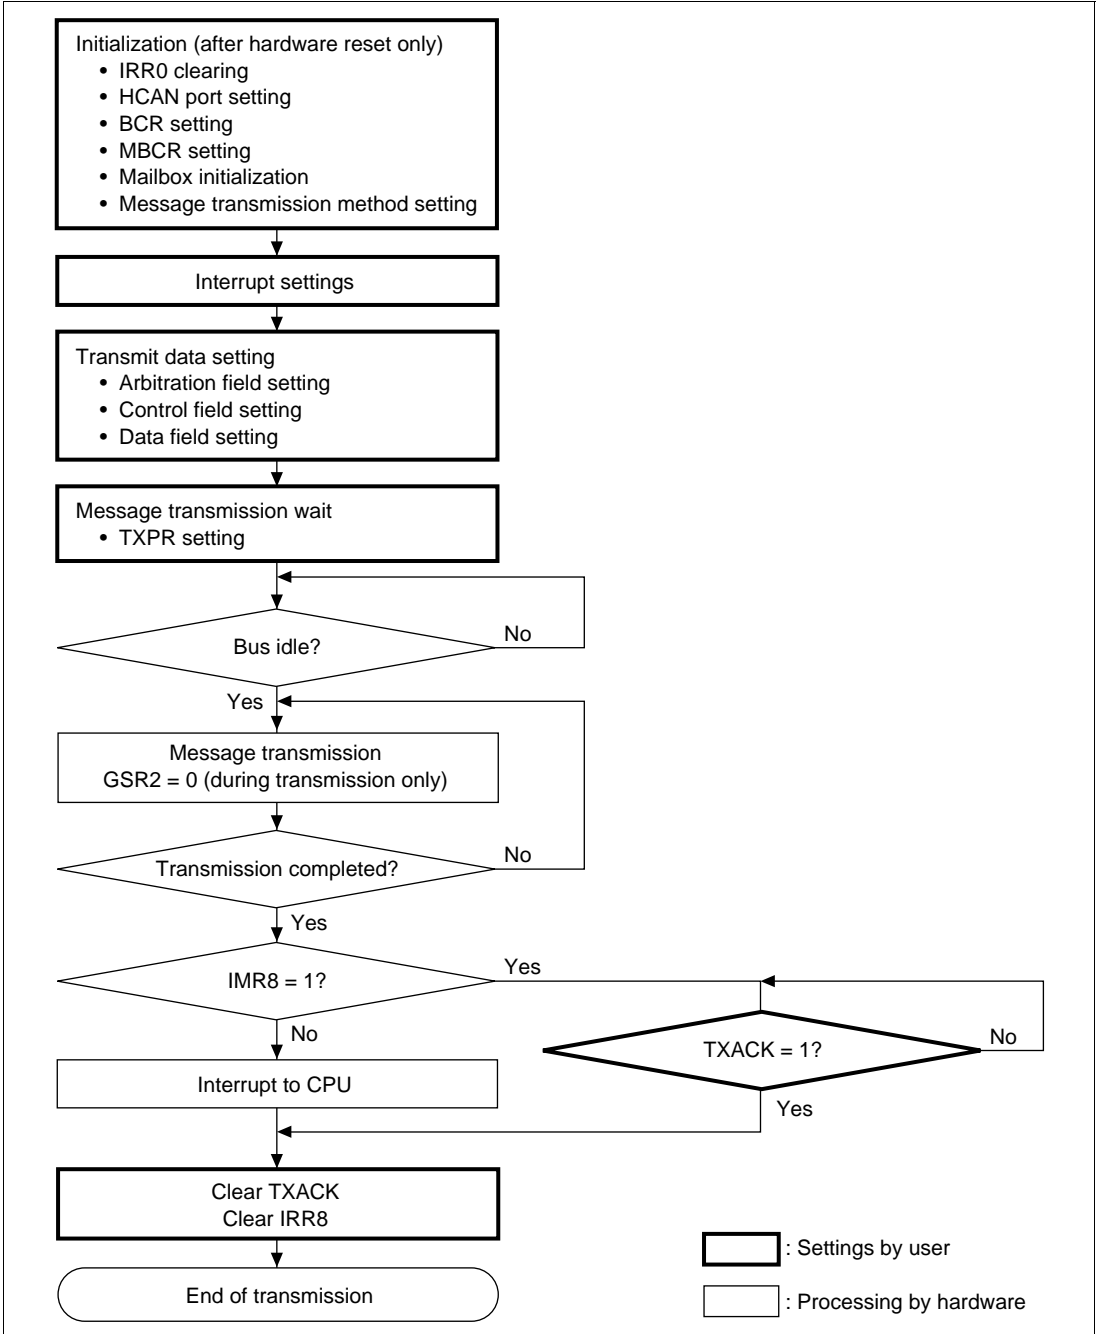 Initialization (after hardware reset only)
• IRR0 clearing
• HCAN port setting
• BCR setting
• MBCR setting
• Mailbox initialization
• Message transmission method setting
Interrupt settings
Transmit data setting
• Arbitration field setting
• Control field setting
• Data field setting
Message transmission wait
• TXPR setting
Bus idle?
No
Yes
Message transmission
GSR2 = 0 (during transmission only)
Transmission completed?
No
Yes
IMR8 = 1?
Yes
No
TXACK = 1?
No
Interrupt to CPU
Yes
Clear TXACK
Clear IRR8
End of transmission
: Settings by user
: Processing by hardware